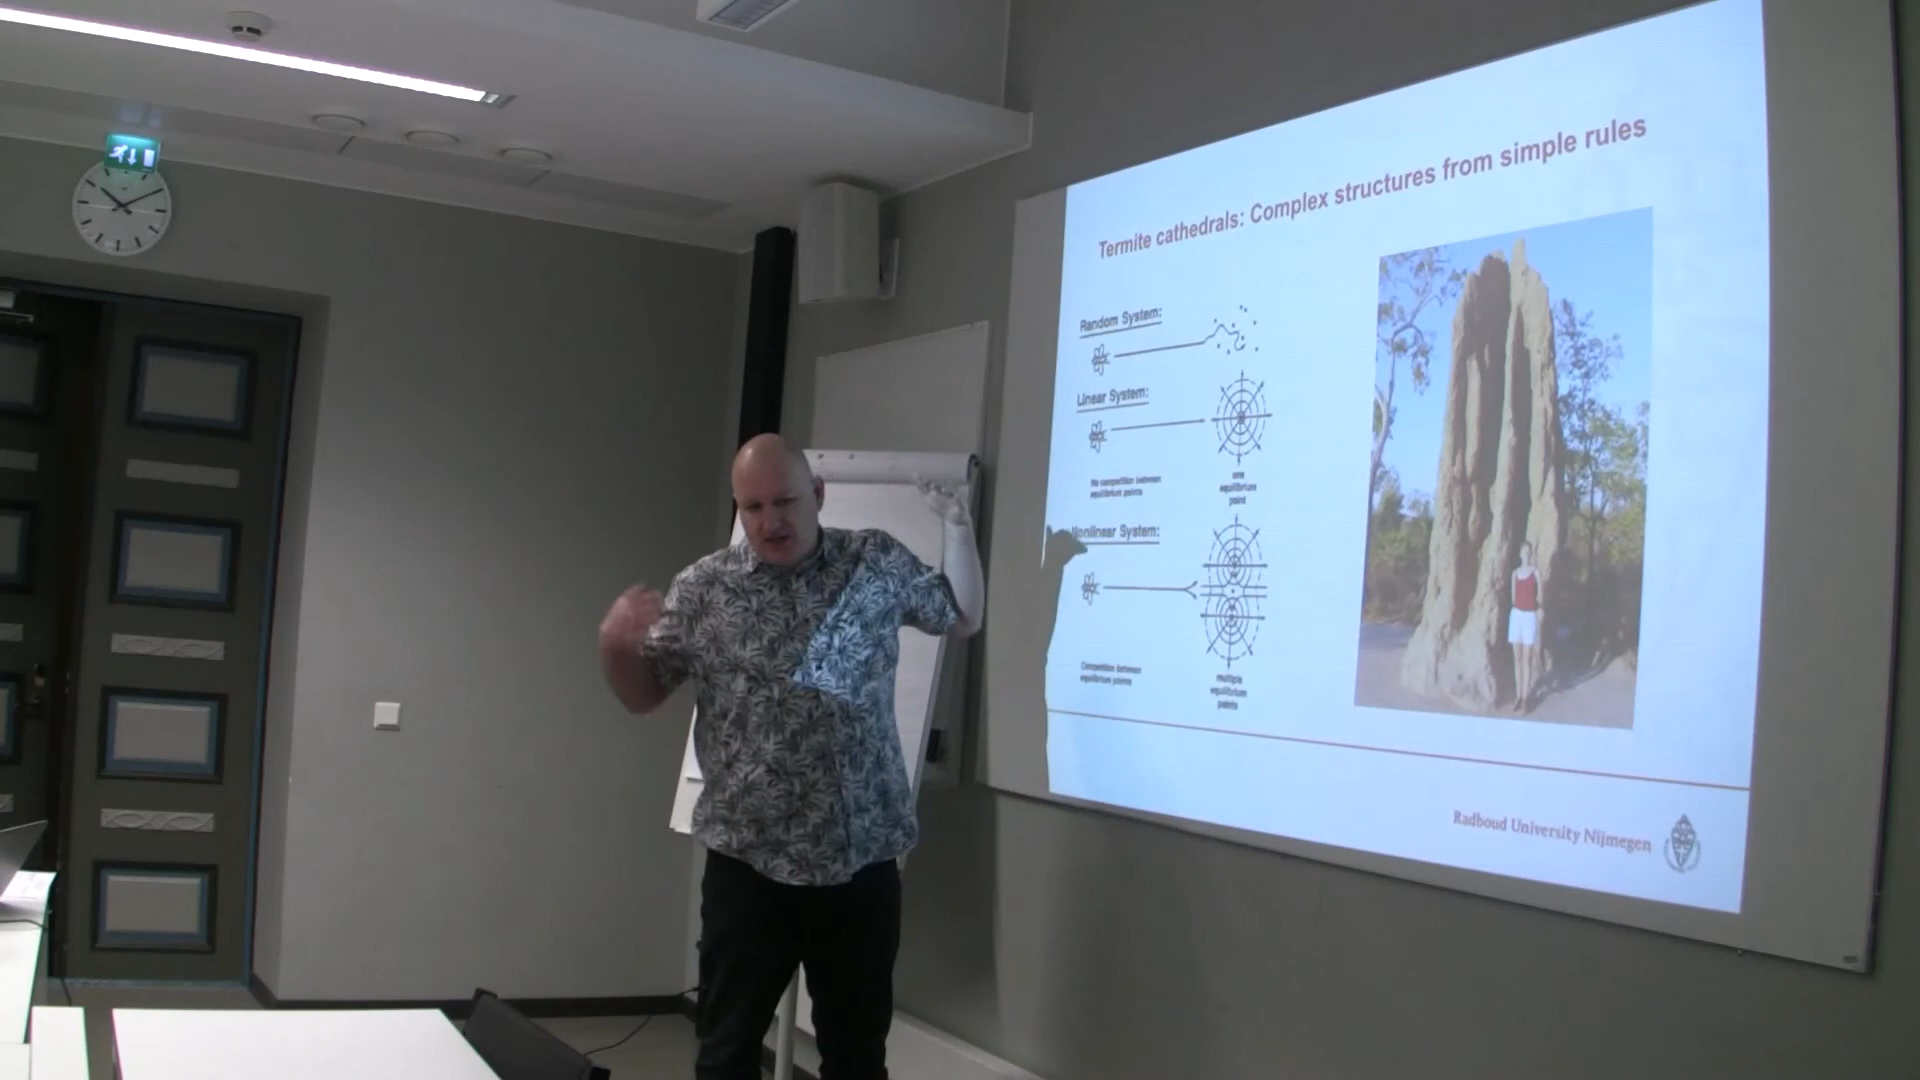 Termite cathedrals: Complex structures from simple rules
Random System:
Linear System:
No competition between
equilibrium points
one
equilibrium
point
Nonlinear System:
Competition between
equilibrium points
multiple
equilibrium
points
Radboud University Nijmegen